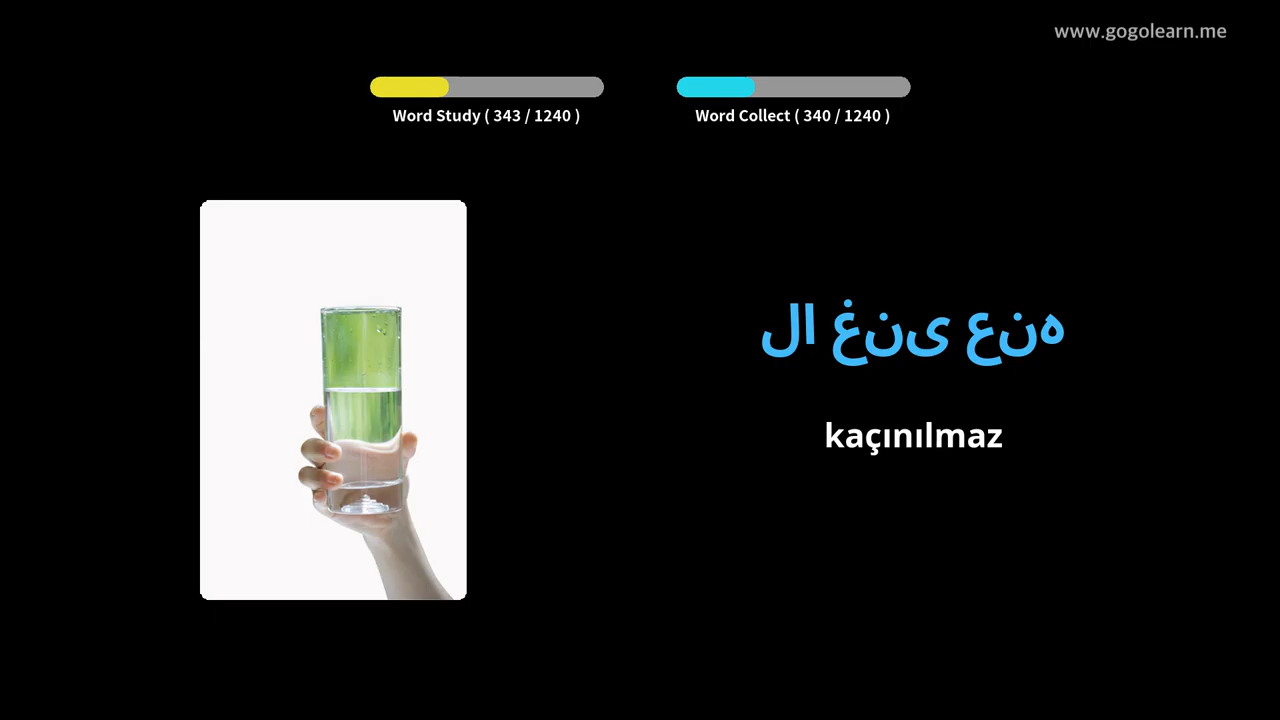 www.gogolearn.me
Word Study ( 343 / 1240 )
Word Collect ( 340 / 1240 )
لا غنى عنه
kaçınılmaz